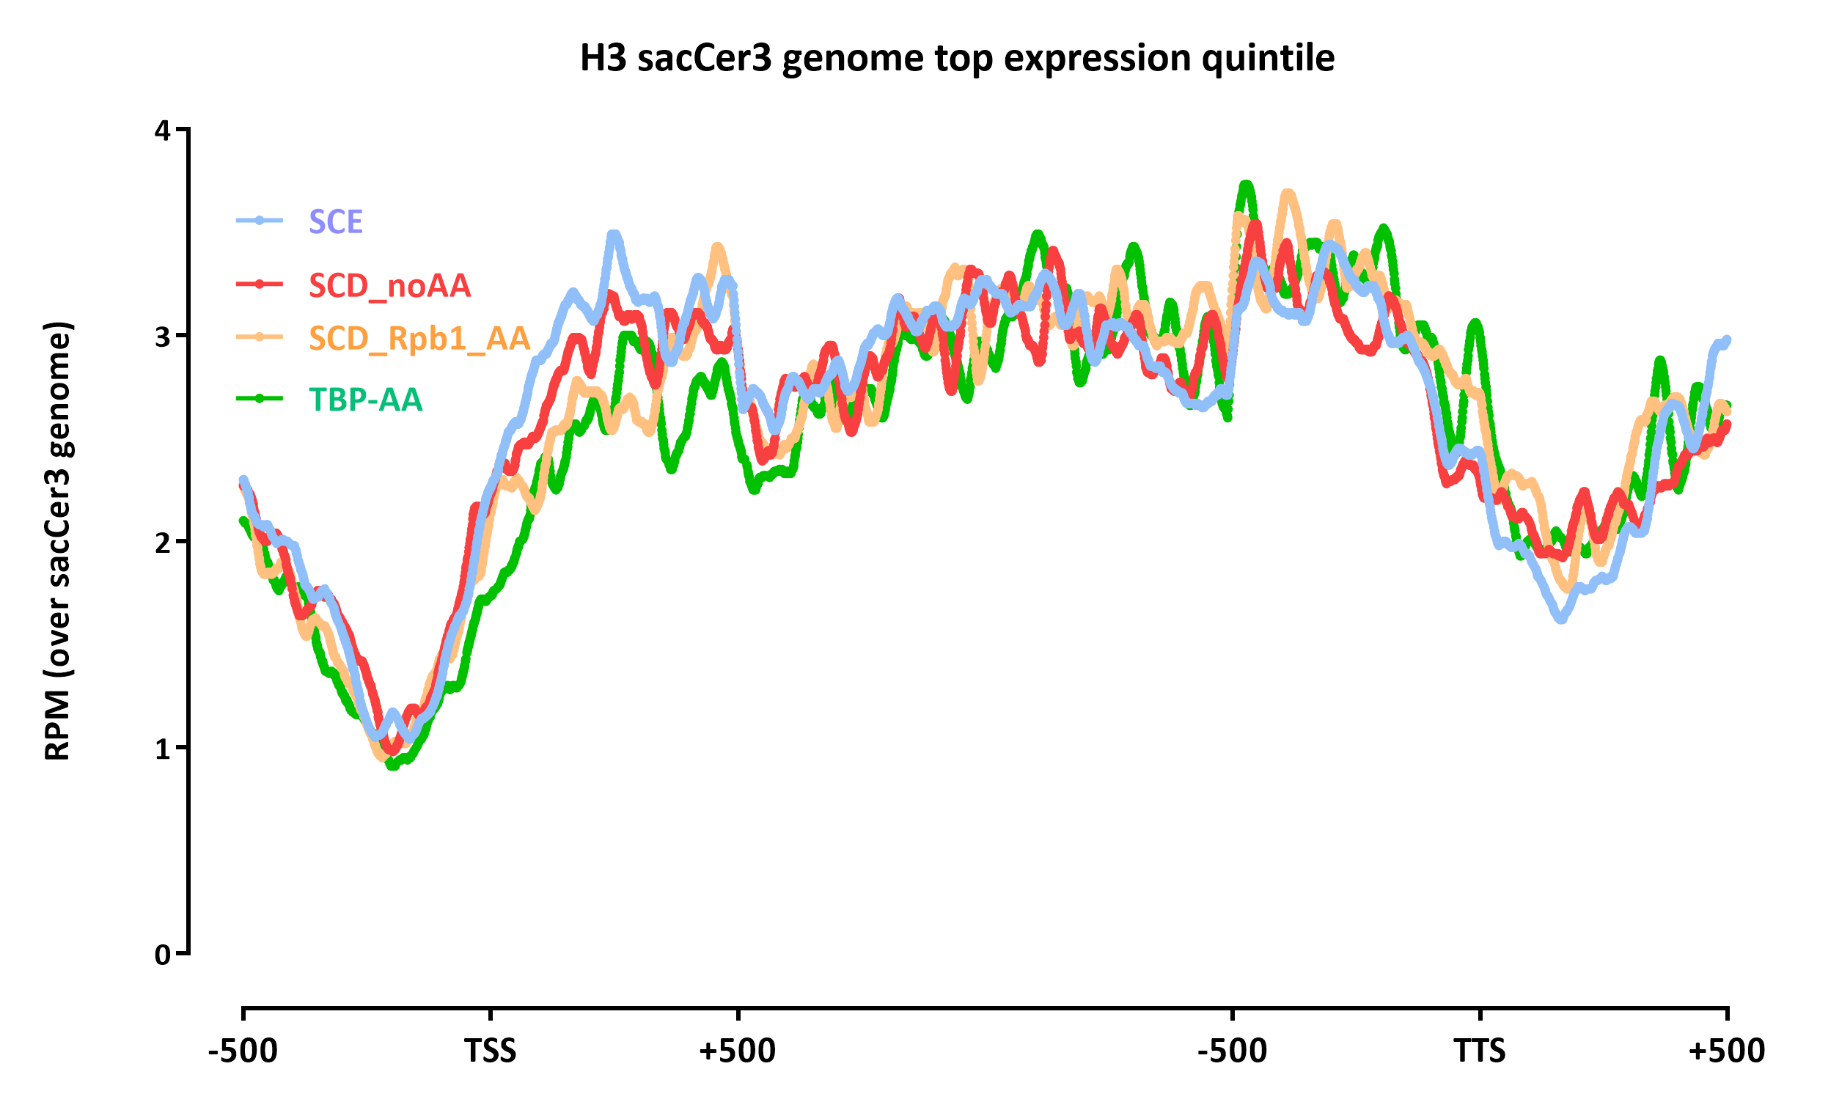 H3 sacCer3 genome top expression quintile
4
3
2
1
0
RPM (over sacCer3 genome)
SCE
SCD_noAA
SCD_Rpb1_AA
TBP-AA
-500 TSS +500 -500 TTS +500